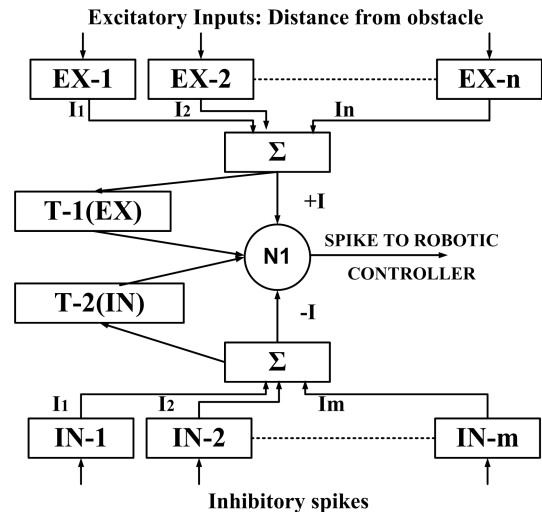 Excitatory Inputs: Distance from obstacle
EX-1 EX-2 EX-n
I1 I2 In
Σ
T-1(EX) +I
N1 SPIKE TO ROBOTIC
CONTROLLER
T-2(IN) -I
Σ
I1 I2 Im
IN-1 IN-2 IN-m
Inhibitory spikes